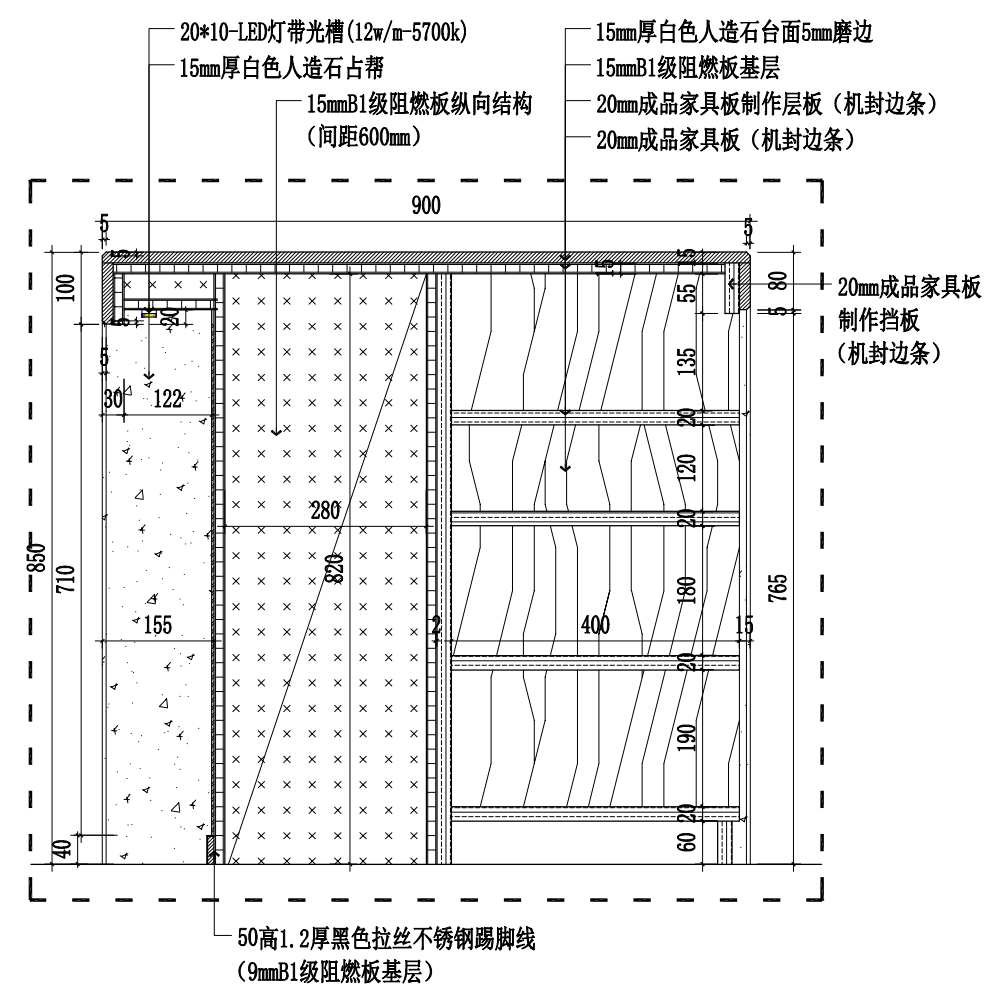 20*10-LED灯带光槽(12w/m-5700k)
15mm厚白色人造石占帮
15mmB1级阻燃板纵向结构
（间距600mm）
15mm厚白色人造石台面5mm磨边
15mmB1级阻燃板基层
20mm成品家具板制作层板（机封边条）
20mm成品家具板（机封边条）
900
5
5
5
5
100
15
55
80
20mm成品家具板
制作挡板
（机封边条）
5
20
5
5
135
30
122
20
120
280
20
850
710
820
180
765
155
2
400
15
20
190
20
40
60
50高1.2厚黑色拉丝不锈钢踢脚线
（9mmB1级阻燃板基层）